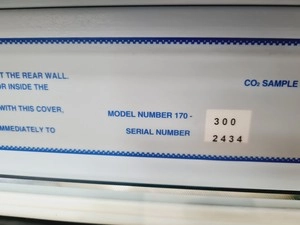 T THE REAR WALL.
OR INSIDE THE
CO₂ SAMPLE
WITH THIS COVER.
MODEL NUMBER 170 - 300
MMEDIATELY TO
SERIAL NUMBER 2434